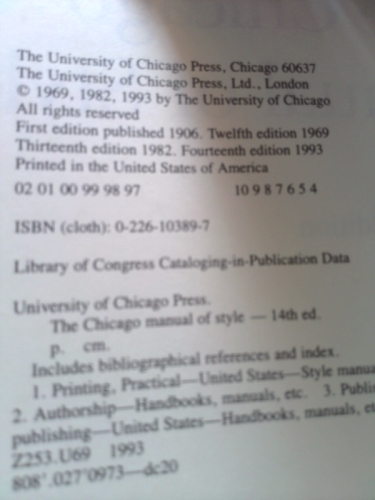 The University of Chicago Press, Chicago 60637
The University of Chicago Press, Ltd., London
© 1969, 1982, 1993 by The University of Chicago
All rights reserved
First edition published 1906. Twelfth edition 1969
Thirteenth edition 1982. Fourteenth edition 1993
Printed in the United States of America
02 01 00 99 98 97 10 9 8 7 6 5 4
ISBN (cloth): 0-226-10389-7
Library of Congress Cataloging-in-Publication Data
University of Chicago Press.
The Chicago manual of style — 14th ed.
p. cm.
Includes bibliographical references and index.
1. Printing, Practical—United States—Style manua
2. Authorship—Handbooks, manuals, etc. 3. Publis
publishing—United States—Handbooks, manuals, et
Z253.U69 1993
808'.027'0973—dc20